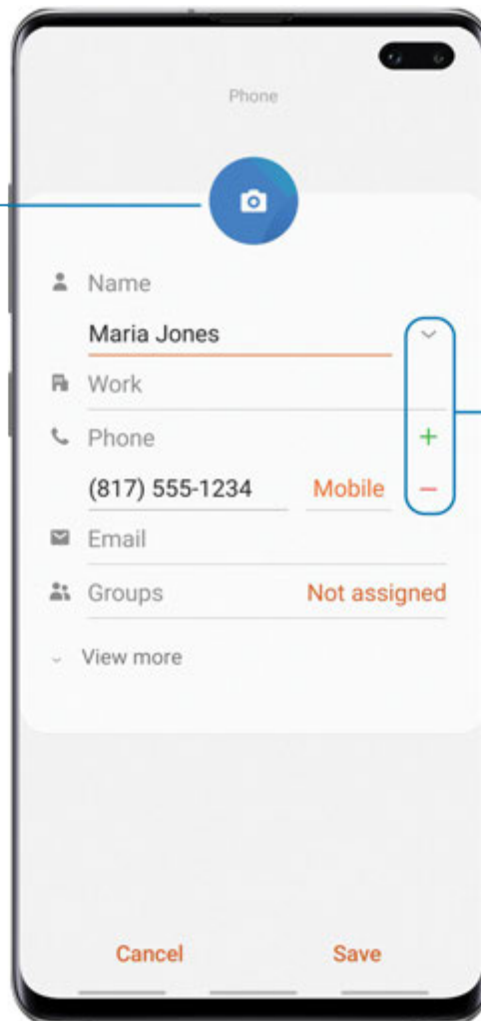 Phone
Name
Maria Jones
Work
Phone
(817) 555-1234 Mobile
Email
Groups Not assigned
View more
Cancel Save